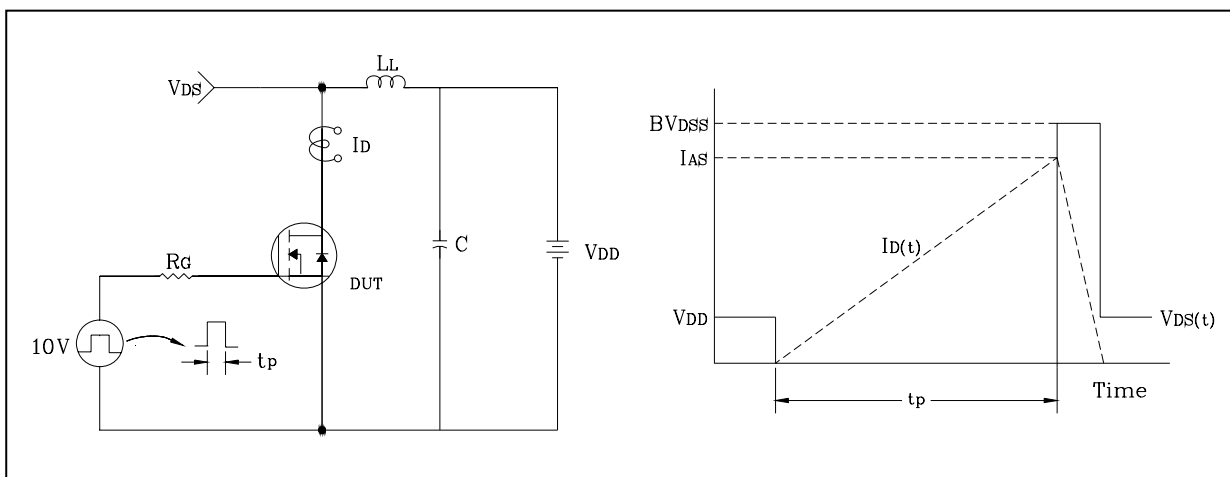 LL
VDS
ID
RG
DUT
C
VDD
10V
tp
BVDSS
IAS
ID(t)
VDD
VDS(t)
Time
tp